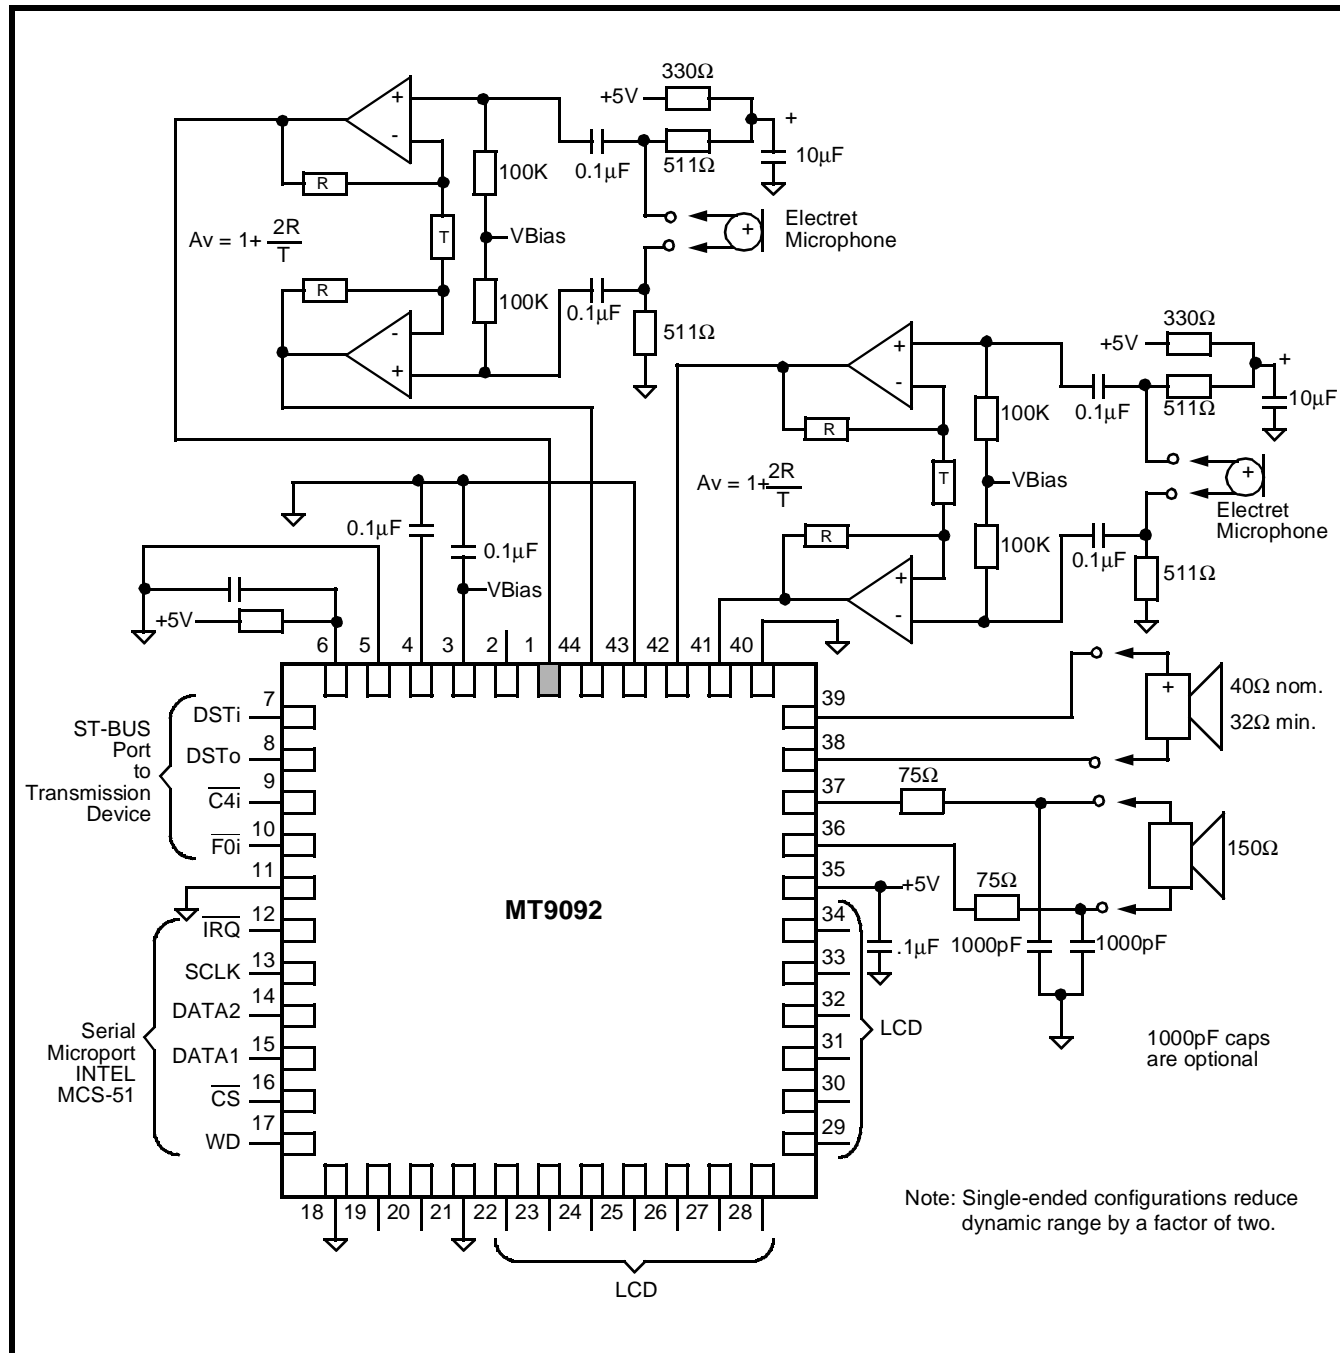 330Ω
+5V
+
+
-
511Ω
10μF
0.1μF
100K
R
Electret
Microphone
Av = 1+ 2R
T
T
VBias
+
R
100K
0.1μF
-
+
511Ω
330Ω
+5V
+
+
-
511Ω
10μF
0.1μF
100K
R
Av = 1+ 2R
T
T
VBias
+
Electret
Microphone
R
100K
0.1μF
+
-
511Ω
0.1μF
0.1μF
VBias
+5V
6 5 4 3 2 1 44 43 42 41 40
ST-BUS
Port
to
Transmission
Device
7
DSTi
8
DSTo
9
C4i
10
F0i
11
Serial
Microport
INTEL
MCS-51
12
IRQ
13
SCLK
14
DATA2
15
DATA1
16
CS
17
WD
MT9092
39
+
40Ω nom.
32Ω min.
38
37
75Ω
36
150Ω
35
+5V
75Ω
.1μF
1000pF
1000pF
34
33
32
31
30
29
LCD
1000pF caps
are optional
18 19 20 21 22 23 24 25 26 27 28
LCD
Note: Single-ended configurations reduce
dynamic range by a factor of two.